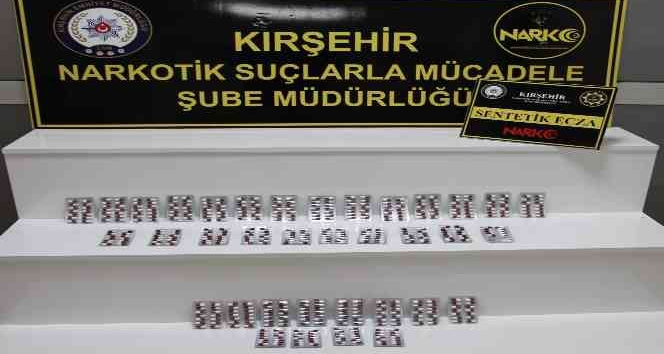 KIRŞEHİR
NARKOTİK SUÇLARLA MÜCADELE
ŞUBE MÜDÜRLÜĞÜ
NARKO
KIRŞEHİR
SENTETİK ECZA
NARKO